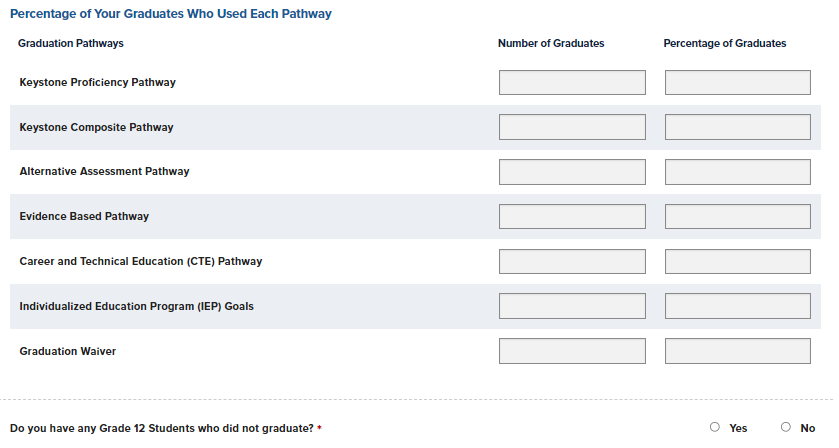 Percentage of Your Graduates Who Used Each Pathway
Graduation Pathways Number of Graduates Percentage of Graduates
Keystone Proficiency Pathway
Keystone Composite Pathway
Alternative Assessment Pathway
Evidence Based Pathway
Career and Technical Education (CTE) Pathway
Individualized Education Program (IEP) Goals
Graduation Waiver
Do you have any Grade 12 Students who did not graduate? * Yes No